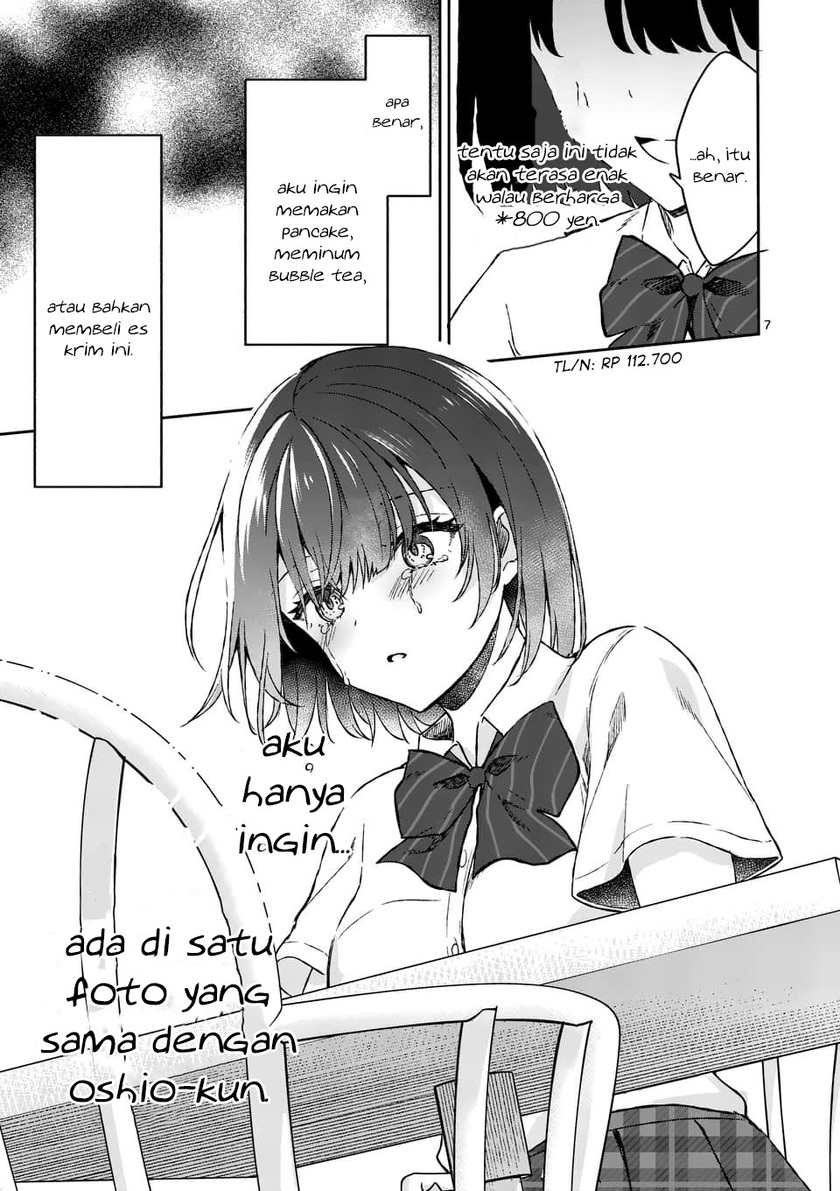 ...ah, itu
benar.
tentu saja ini tidak
akan terasa enak
walau berharga
*800 yen
7
TL/N: RP 112.700
apa
benar,
aku ingin
memakan
pancake,
meminum
bubble tea,
atau bahkan
membeli es
krim ini.
aku
hanya
ingin...
ada di satu
foto yang
sama dengan
oshio-kun